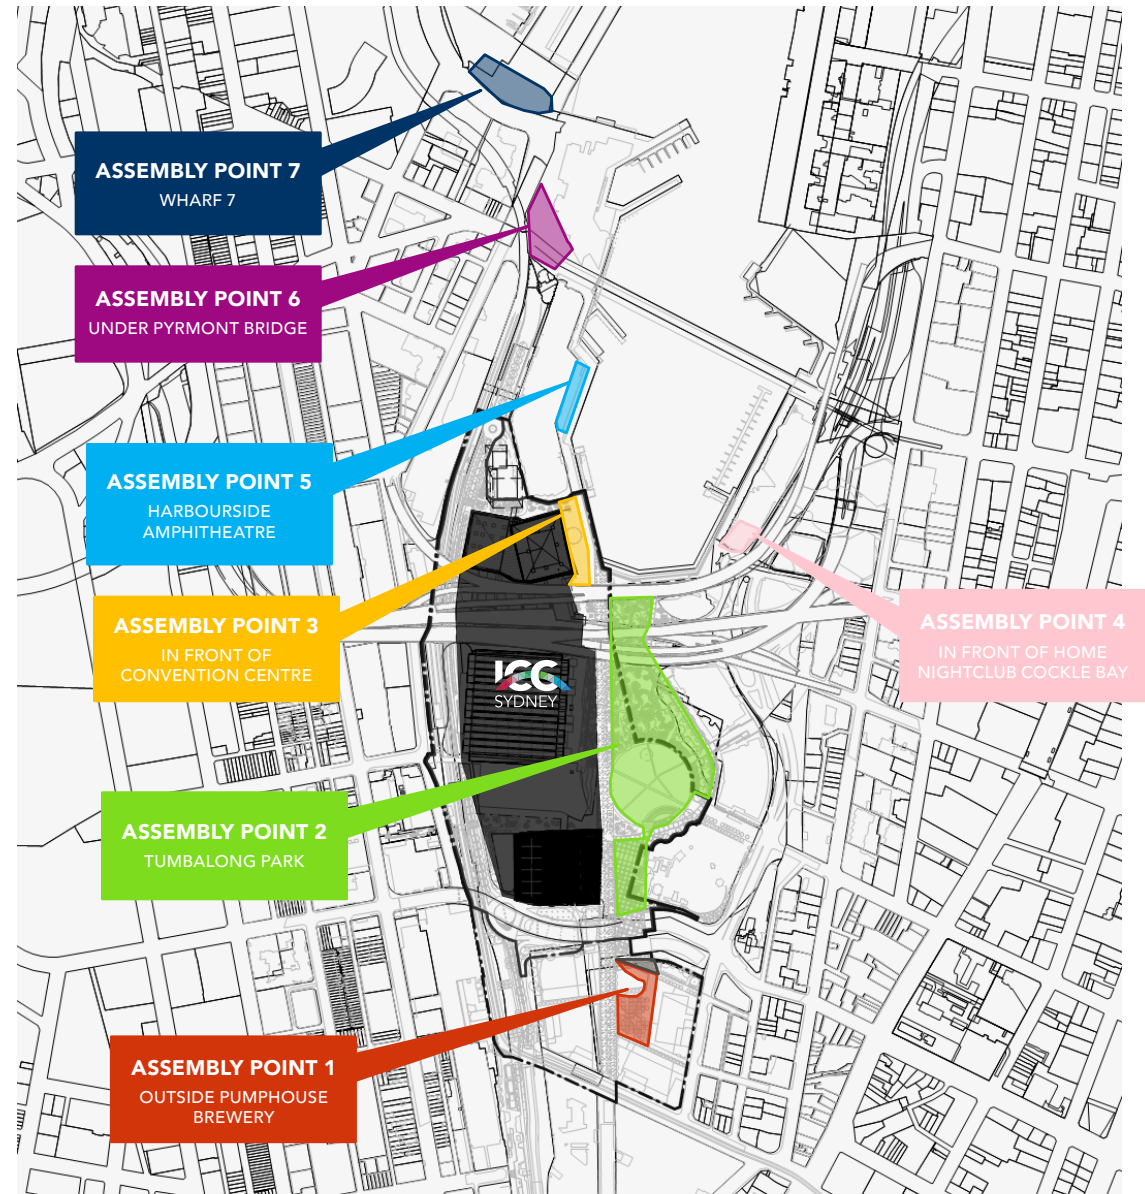 ASSEMBLY POINT 7
WHARF 7
ASSEMBLY POINT 6
UNDER PYRMONT BRIDGE
ASSEMBLY POINT 5
HARBOURSIDE
AMPHITHEATRE
ASSEMBLY POINT 3
IN FRONT OF
CONVENTION CENTRE
ASSEMBLY POINT 4
IN FRONT OF HOME
NIGHTCLUB COCKLE BAY
ICC
SYDNEY
ASSEMBLY POINT 2
TUMBALONG PARK
ASSEMBLY POINT 1
OUTSIDE PUMPHOUSE
BREWERY